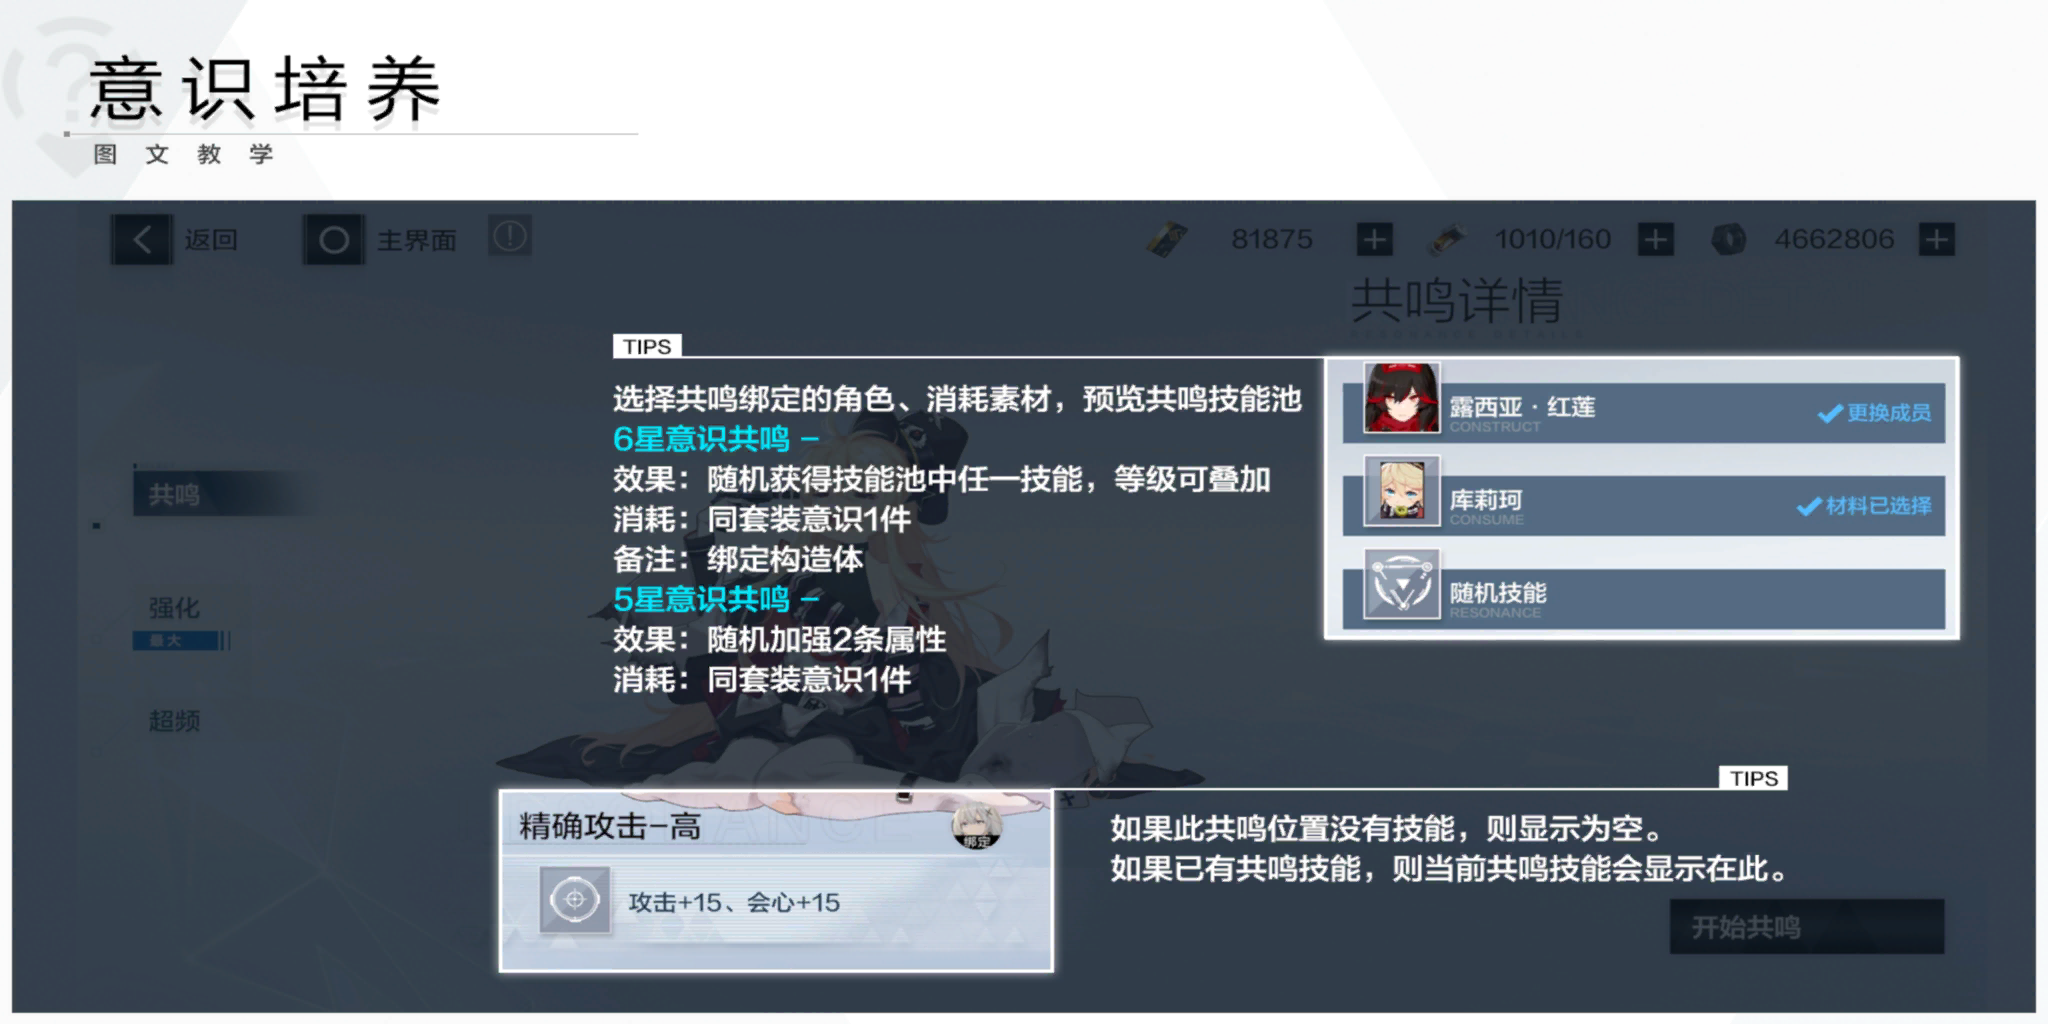 意识培养
图文教学
返回
主界面
81875
1010/160
4662806
共鸣详情
TIPS
选择共鸣绑定的角色、消耗素材，预览共鸣技能池
6星意识共鸣 –
效果：随机获得技能池中任一技能，等级可叠加
消耗：同套装意识1件
备注：绑定构造体
5星意识共鸣 –
效果：随机加强2条属性
消耗：同套装意识1件
露西亚·红莲
CONSTRUCT
更换成员
库莉珂
CONSUME
材料已选择
随机技能
RESONANCE
共鸣
强化
最大
超频
TIPS
精确攻击–高
绑定
攻击+15、会心+15
如果此共鸣位置没有技能，则显示为空。
如果已有共鸣技能，则当前共鸣技能会显示在此。
开始共鸣